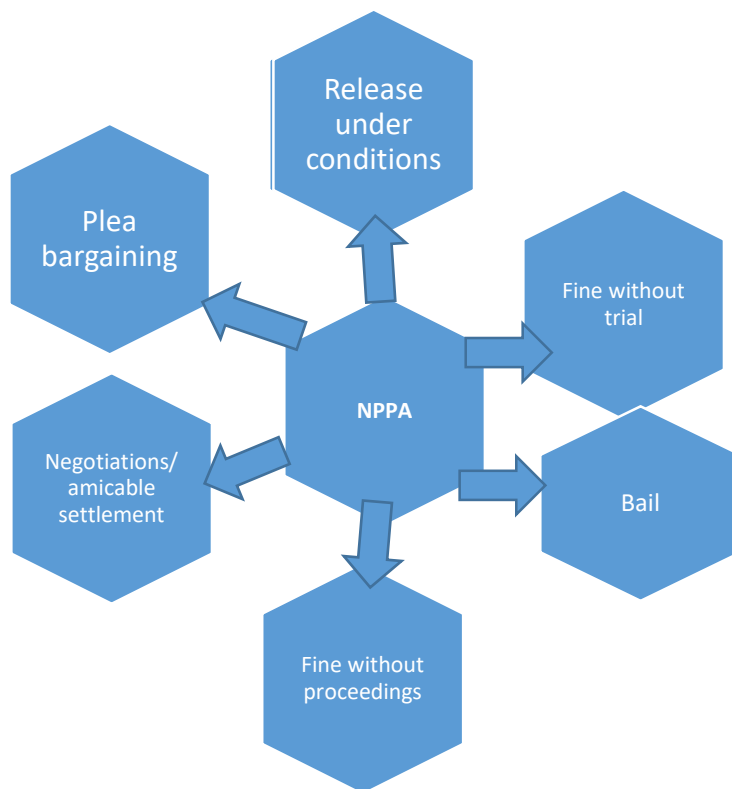 Release
under
conditions
Plea
bargaining
Fine without
trial
NPPA
Negotiations/
amicable
settlement
Bail
Fine without
proceedings